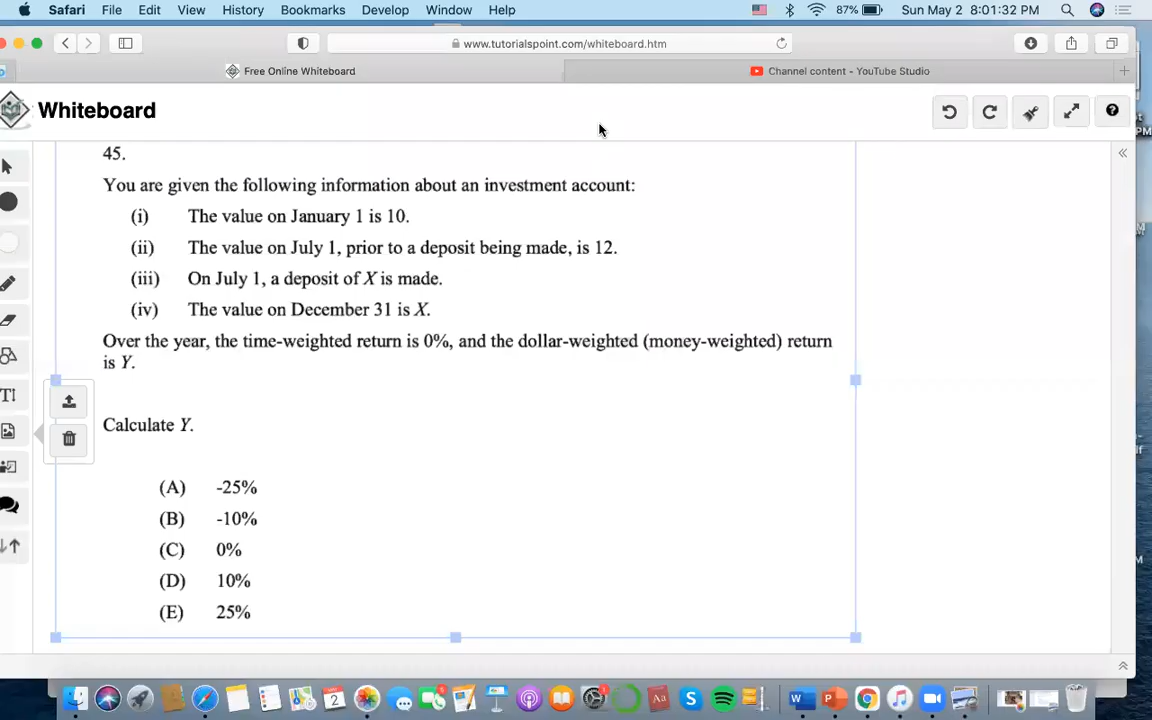 Safari File Edit View History Bookmarks Develop Window Help 87% Sun May 2 8:01:32 PM
www.tutorialspoint.com/whiteboard.htm
Free Online Whiteboard Channel content - YouTube Studio
Whiteboard
45.
You are given the following information about an investment account:
(i) The value on January 1 is 10.
(ii) The value on July 1, prior to a deposit being made, is 12.
(iii) On July 1, a deposit of X is made.
(iv) The value on December 31 is X.
Over the year, the time-weighted return is 0%, and the dollar-weighted (money-weighted) return
is Y.
Calculate Y.
(A) -25%
(B) -10%
(C) 0%
(D) 10%
(E) 25%